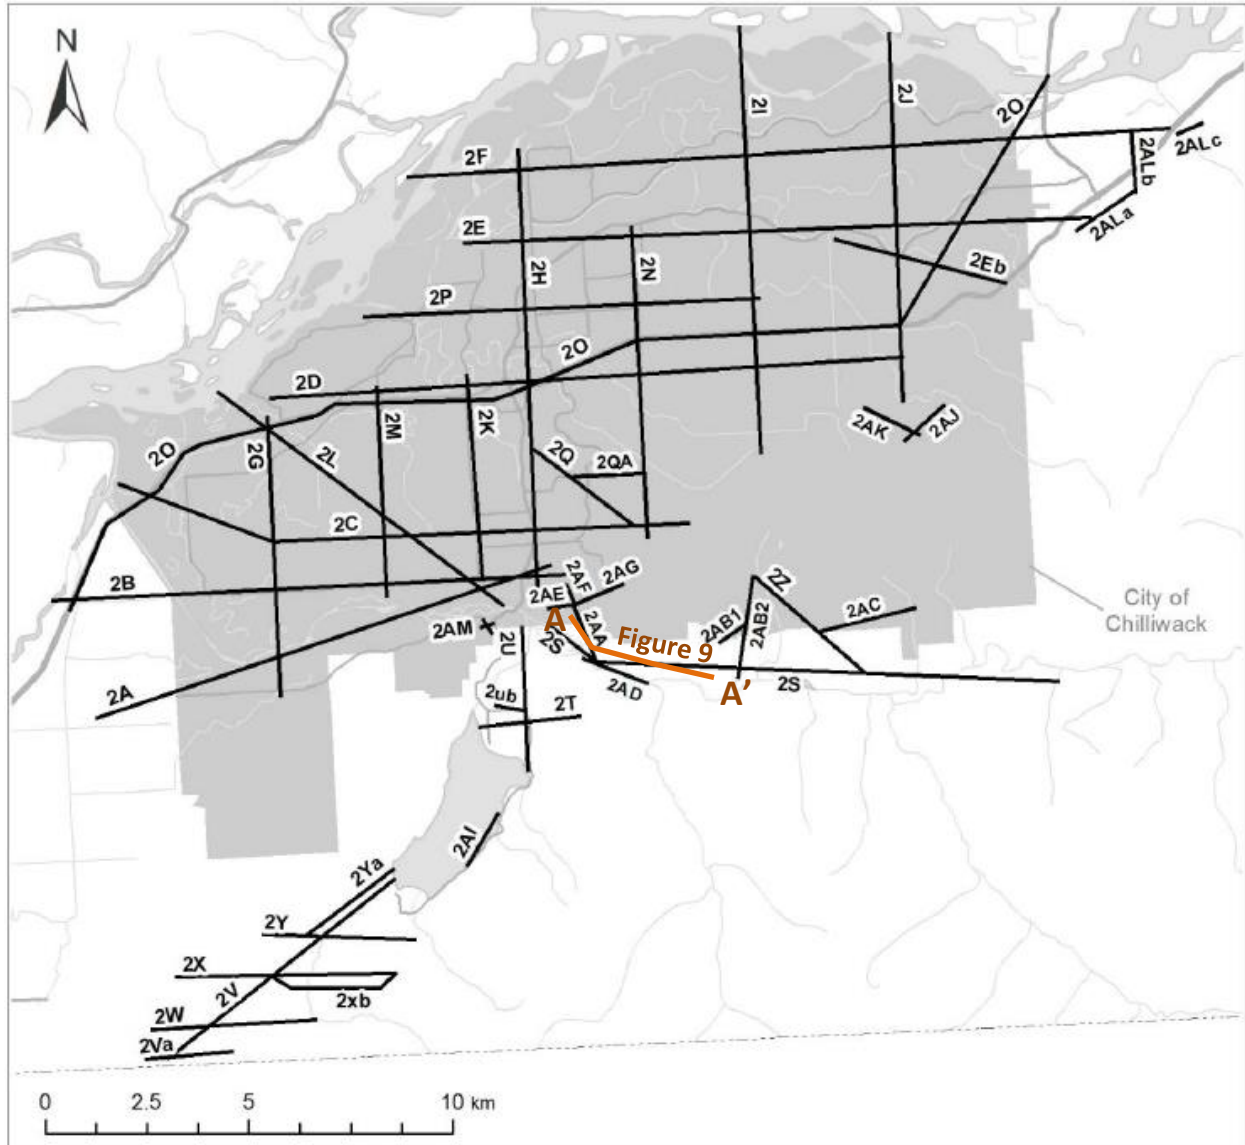 N
2I
2J
2O
2F
2ALb
2ALc
2E
2ALa
2H
2N
2Eb
2P
2O
2D
2M
2K
2AK
2AJ
2O
2G
2L
2Q
2QA
2C
2B
2AF
2AG
2Z
2AE
2AC
City of
Chilliwack
2AM
A
2AA
2AB1
2AB2
2U
2S
Figure 9
2A
2AD
A’
2S
2ub
2T
2AI
2Ya
2Y
2X
2V
2xb
2W
2Va
0 2.5 5 10 km